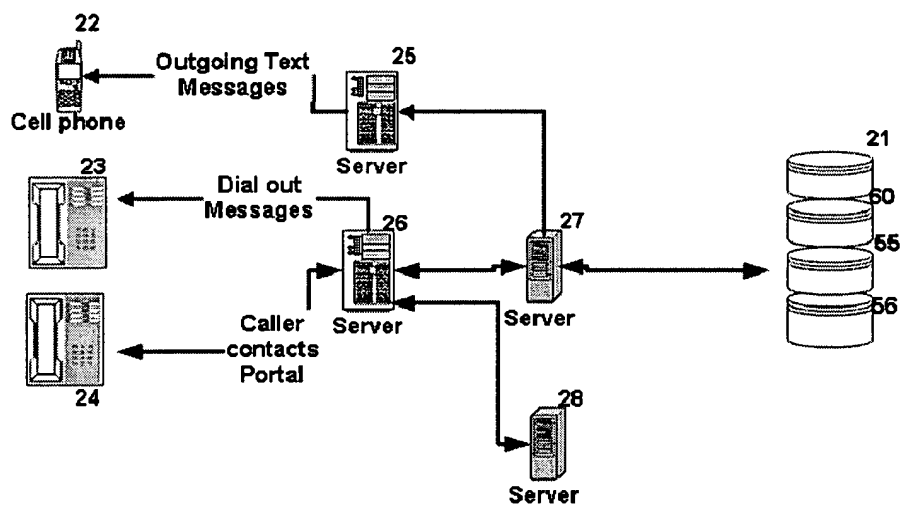 22
Outgoing Text
Messages
25
Cell phone
Server
23
Dial out
Messages
26
27
21
60
55
56
Server
Server
Caller
contacts
Portal
24
28
Server